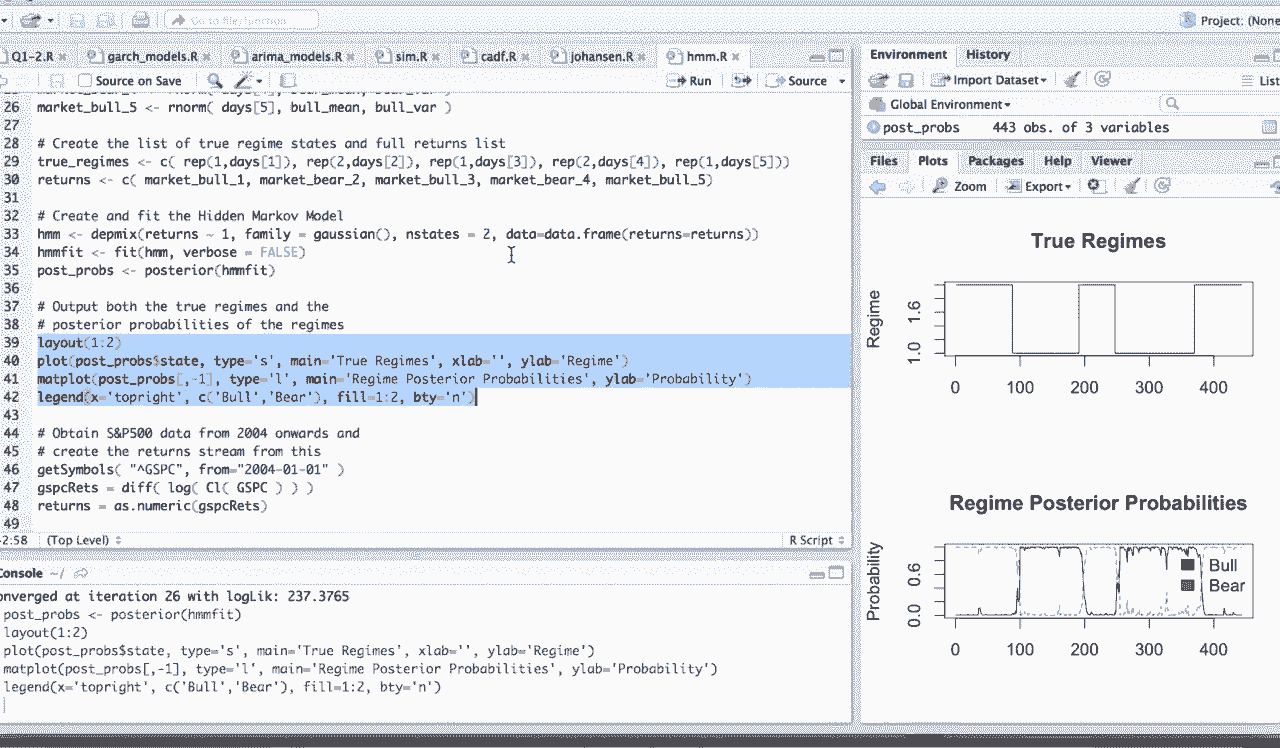 Go to file/function
Project: (None
Q1-2.R
garch_models.R
arima_models.R
sim.R
cadf.R
johansen.R
hmm.R
Source on Save
Run
Source
26 market_bull_5 <- rnorm( days[5], bull_mean, bull_var )
27
28 # Create the list of true regime states and full returns list
29 true_regimes <- c( rep(1,days[1]), rep(2,days[2]), rep(1,days[3]), rep(2,days[4]), rep(1,days[5]))
30 returns <- c( market_bull_1, market_bear_2, market_bull_3, market_bear_4, market_bull_5)
31
32 # Create and fit the Hidden Markov Model
33 hmm <- depmix(returns ~ 1, family = gaussian(), nstates = 2, data=data.frame(returns=returns))
34 hmmfit <- fit(hmm, verbose = FALSE)
35 post_probs <- posterior(hmmfit)
36
37 # Output both the true regimes and the
38 # posterior probabilities of the regimes
39 layout(1:2)
40 plot(post_probs$state, type='s', main='True Regimes', xlab='', ylab='Regime')
41 matplot(post_probs[,-1], type='l', main='Regime Posterior Probabilities', ylab='Probability')
42 legend(x='topright', c('Bull','Bear'), fill=1:2, bty='n')
43
44 # Obtain S&P500 data from 2004 onwards and
45 # create the returns stream from this
46 getSymbols( "^GSPC", from="2004-01-01" )
47 gspcRets = diff( log( Cl( GSPC ) ) )
48 returns = as.numeric(gspcRets)
49
2:58 (Top Level)
R Script
Console ~/
onverged at iteration 26 with logLik: 237.3765
post_probs <- posterior(hmmfit)
layout(1:2)
plot(post_probs$state, type='s', main='True Regimes', xlab='', ylab='Regime')
matplot(post_probs[,-1], type='l', main='Regime Posterior Probabilities', ylab='Probability')
legend(x='topright', c('Bull','Bear'), fill=1:2, bty='n')
Environment
History
Import Dataset
List
Global Environment
post_probs 443 obs. of 3 variables
Files
Plots
Packages
Help
Viewer
Zoom
Export
True Regimes
Regime
1.0 1.6
0 100 200 300 400
Regime Posterior Probabilities
Probability
0.0 0.6
Bull
Bear
0 100 200 300 400